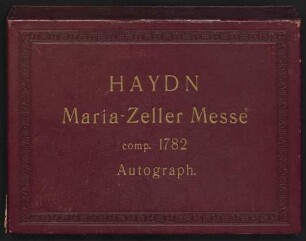 HAYDN
Maria-Zeller Messe
comp. 1782
Autograph.